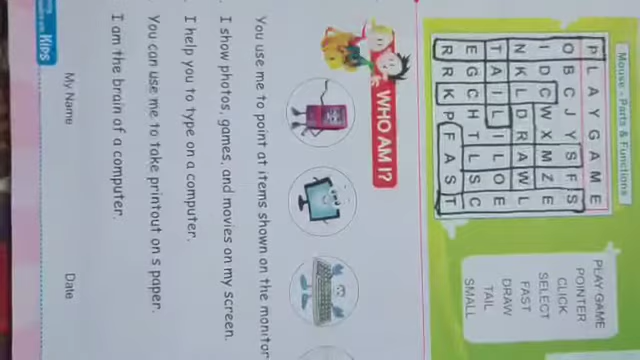 Mouse - Parts & Functions
P L A Y G A M E
O B C J Y S F S
I D C W X M Z E
N K L D R A W L
T A I L I L O E
E G C H T L S C
R R K P F A S T
PLAY GAME
POINTER
CLICK
SELECT
FAST
DRAW
TAIL
SMALL
WHO AM I?
You use me to point at items shown on the monitor
I show photos, games, and movies on my screen.
I help you to type on a computer.
You can use me to take printout on s paper.
I am the brain of a computer.
My Name
Date
KIDS